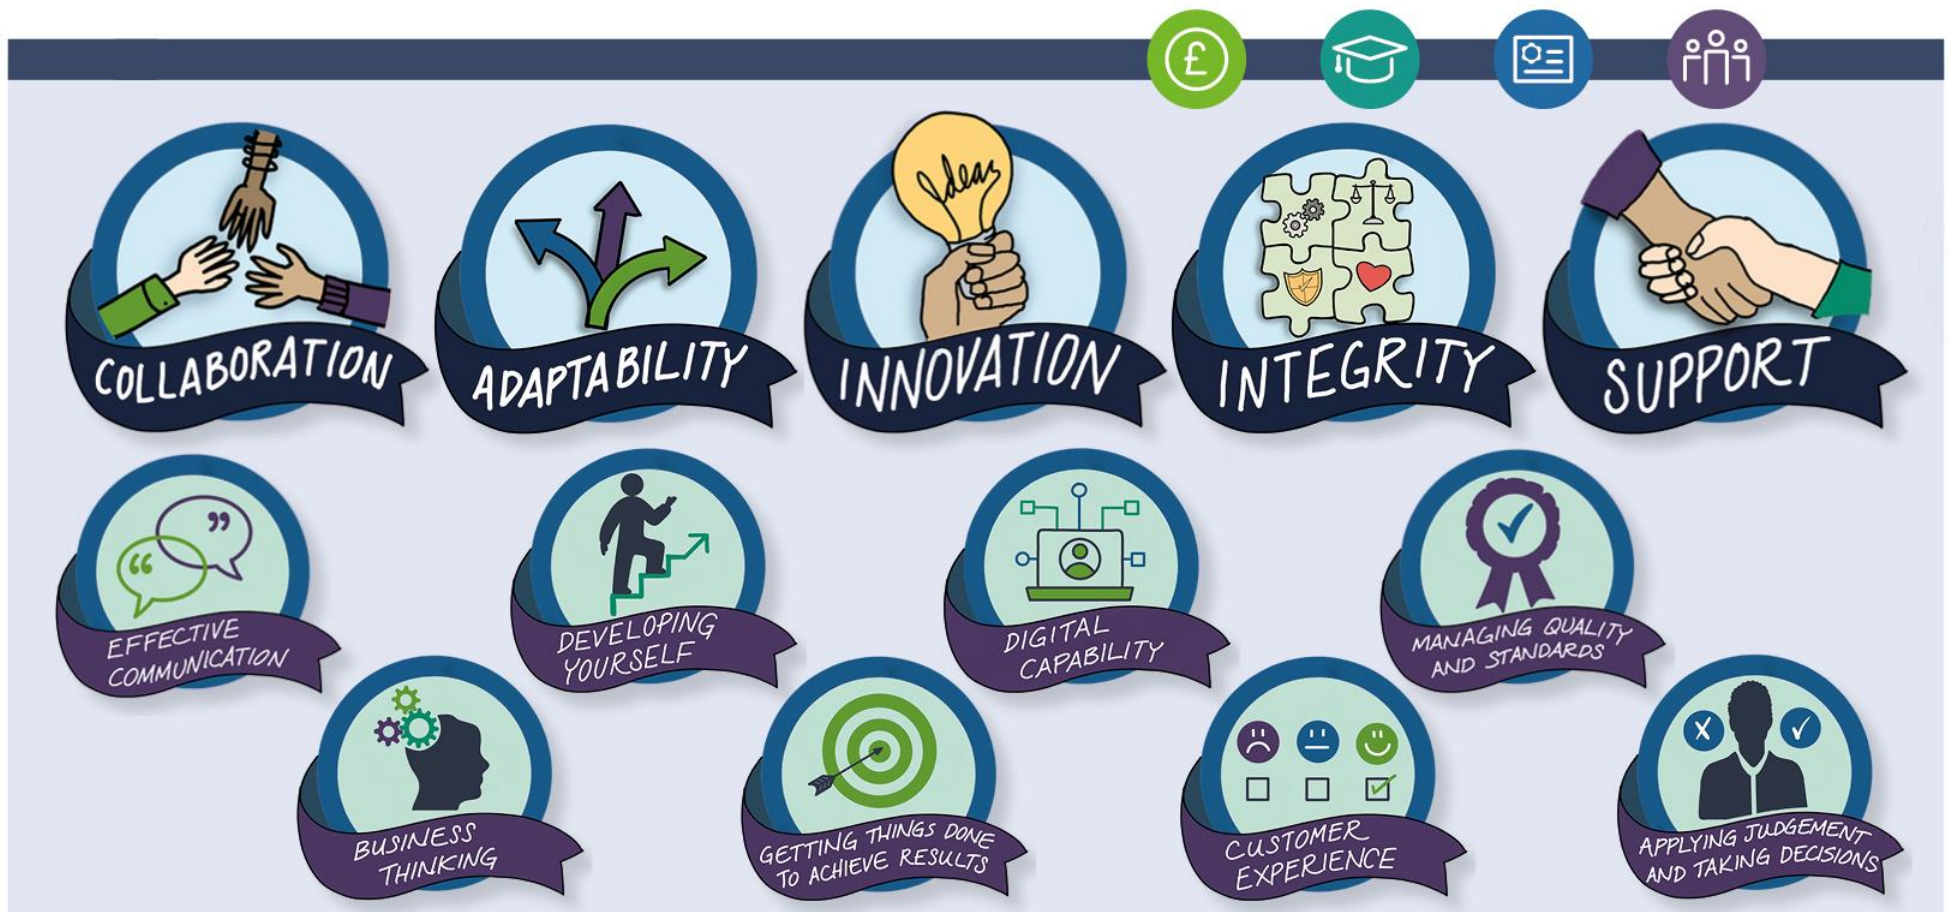 £
COLLABORATION
ADAPTABILITY
Ideas
INNOVATION
INTEGRITY
SUPPORT
EFFECTIVE
COMMUNICATION
DEVELOPING
YOURSELF
DIGITAL
CAPABILITY
MANAGING QUALITY
AND STANDARDS
BUSINESS
THINKING
GETTING THINGS DONE
TO ACHIEVE RESULTS
CUSTOMER
EXPERIENCE
APPLYING JUDGEMENT
AND TAKING DECISIONS